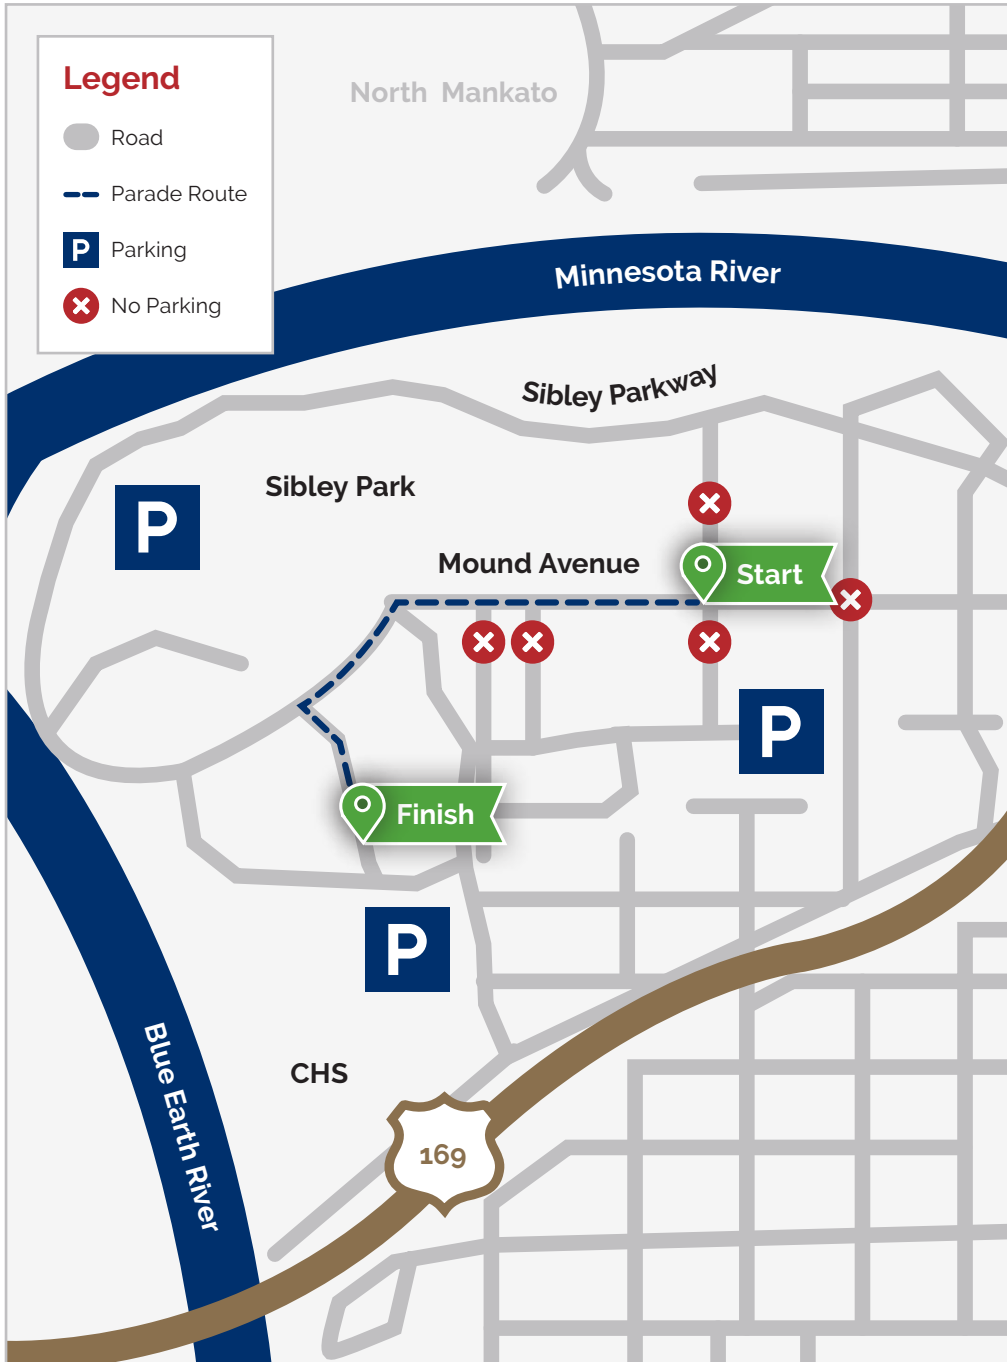 Legend
Road
Parade Route
P Parking
No Parking
North Mankato
Minnesota River
Sibley Parkway
Sibley Park
P
Mound Avenue
Start
P
Finish
P
Blue Earth River
CHS
169